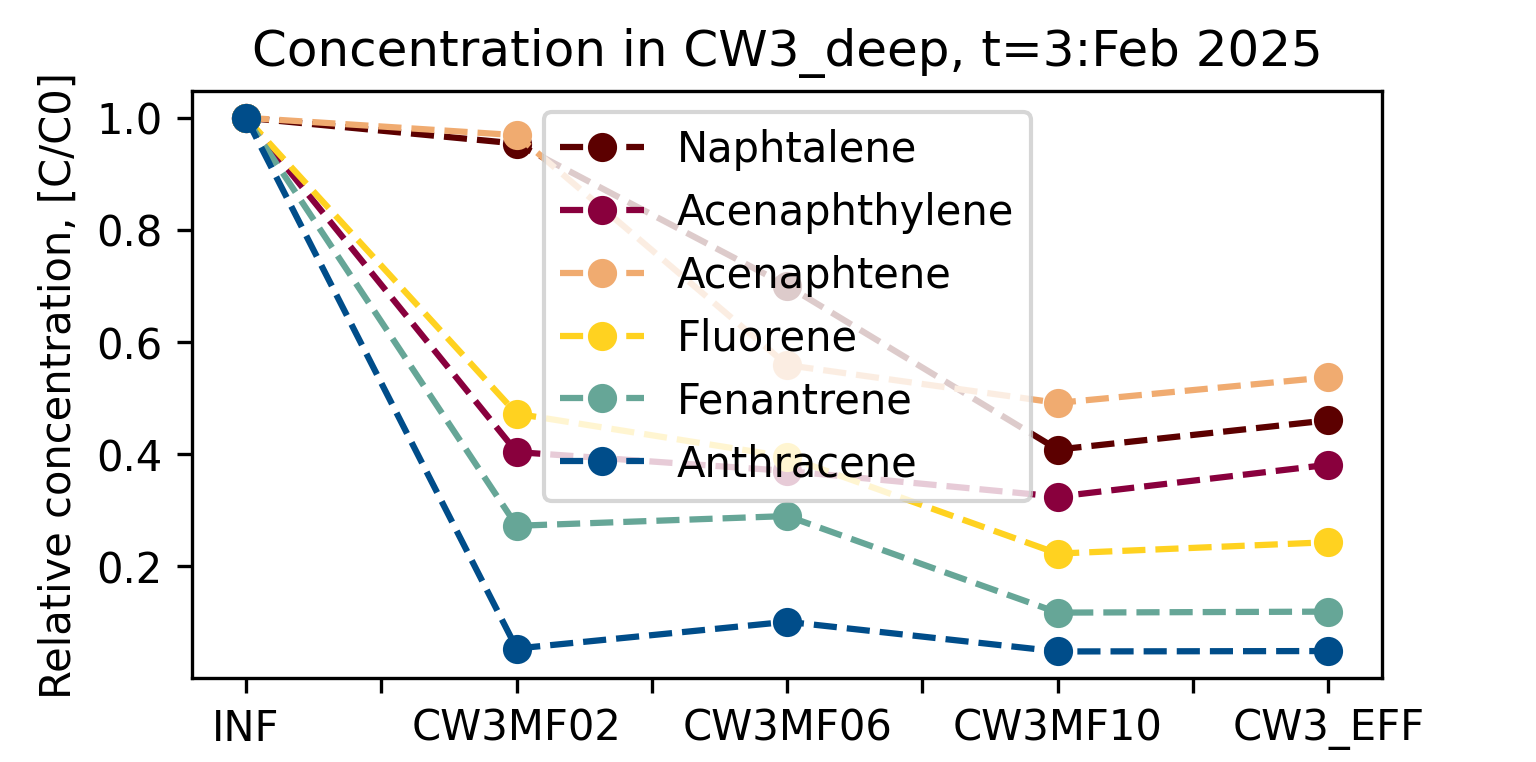 Concentration in CW3_deep, t=3:Feb 2025
Relative concentration, [C/C0]
1.0
0.8
0.6
0.4
0.2
Naphtalene
Acenaphthylene
Acenaphtene
Fluorene
Fenantrene
Anthracene
INF CW3MF02 CW3MF06 CW3MF10 CW3_EFF